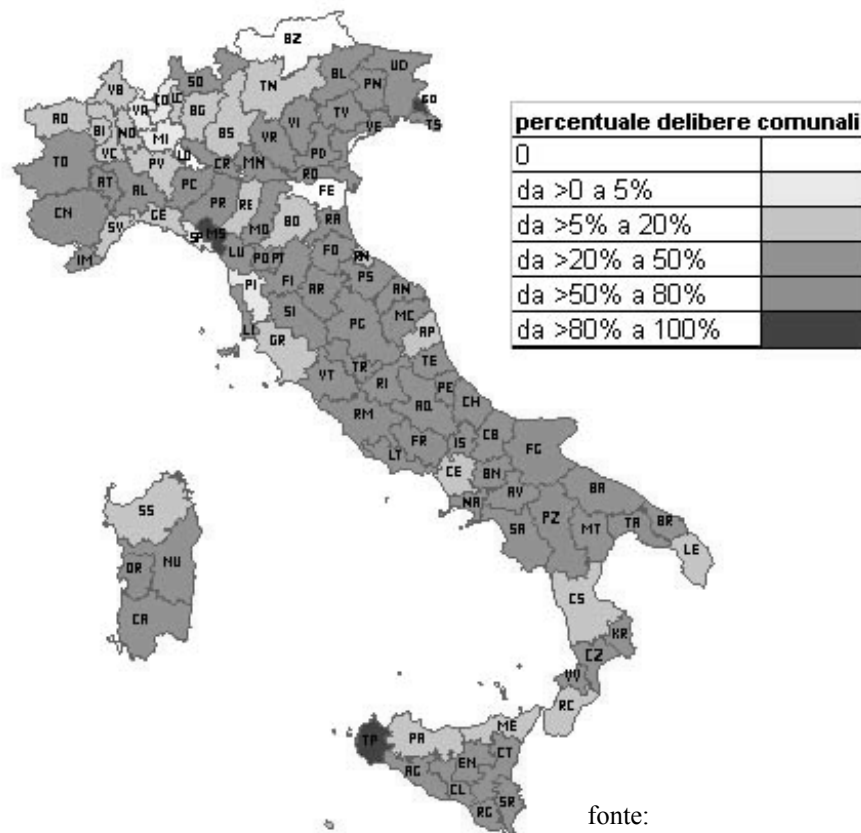 BZ
SO
BL
UD
VB
TN
PN
CO
LC
GO
VA
BG
AO
TV
BI
NO
MI
BS
VI
VE
TS
VR
LO
VC
PD
TO
PV
CR
MN
RO
AT
PC
FE
AL
PR
RE
CN
GE
BO
RA
MO
SV
SP
MS
FO
RN
LU
PO
PT
IM
PS
PI
FI
AN
AR
LI
SI
MC
PG
AP
GR
TE
VT
TR
RI
PE
CH
AQ
RM
CB
FR
IS
FG
LT
CE
BN
BA
NA
AV
SS
PZ
SA
MT
TA
BR
LE
OR
NU
CS
CA
KR
CZ
VV
RC
ME
TP
PA
CT
EN
AG
CL
SR
RG
percentuale delibere comunali
0
da >0 a 5%
da >5% a 20%
da >20% a 50%
da >50% a 80%
da >80% a 100%
fonte: